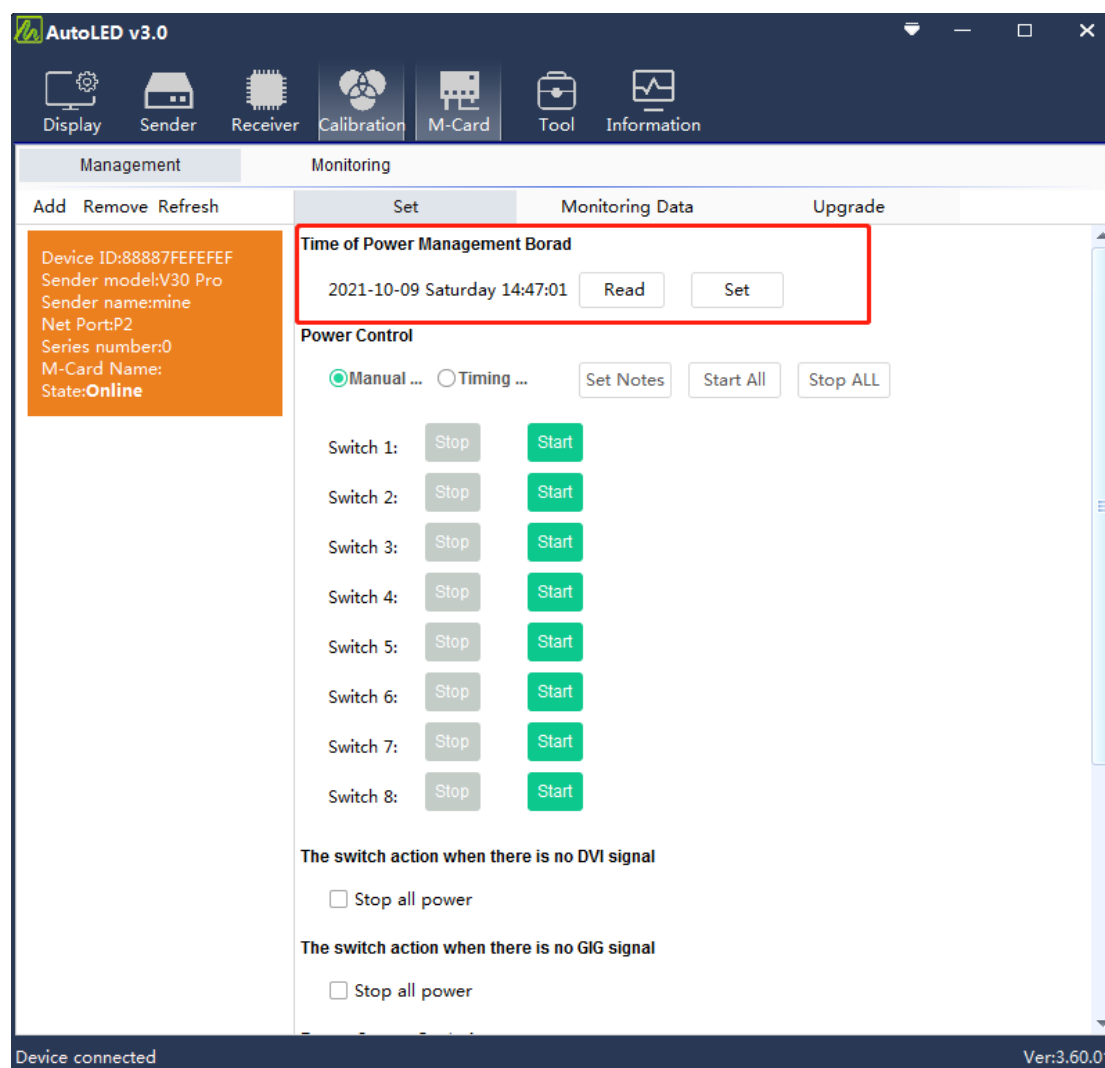 AutoLED v3.0
Display Sender Receiver Calibration M-Card Tool Information
Management Monitoring
Add Remove Refresh Set Monitoring Data Upgrade
Device ID:88887FEFEFEF
Sender model:V30 Pro
Sender name:mine
Net Port:P2
Series number:0
M-Card Name:
State:Online
Time of Power Management Borad
2021-10-09 Saturday 14:47:01 Read Set
Power Control
Manual ... Timing ... Set Notes Start All Stop ALL
Switch 1: Stop Start
Switch 2: Stop Start
Switch 3: Stop Start
Switch 4: Stop Start
Switch 5: Stop Start
Switch 6: Stop Start
Switch 7: Stop Start
Switch 8: Stop Start
The switch action when there is no DVI signal
Stop all power
The switch action when there is no GIG signal
Stop all power
Device connected Ver:3.60.01